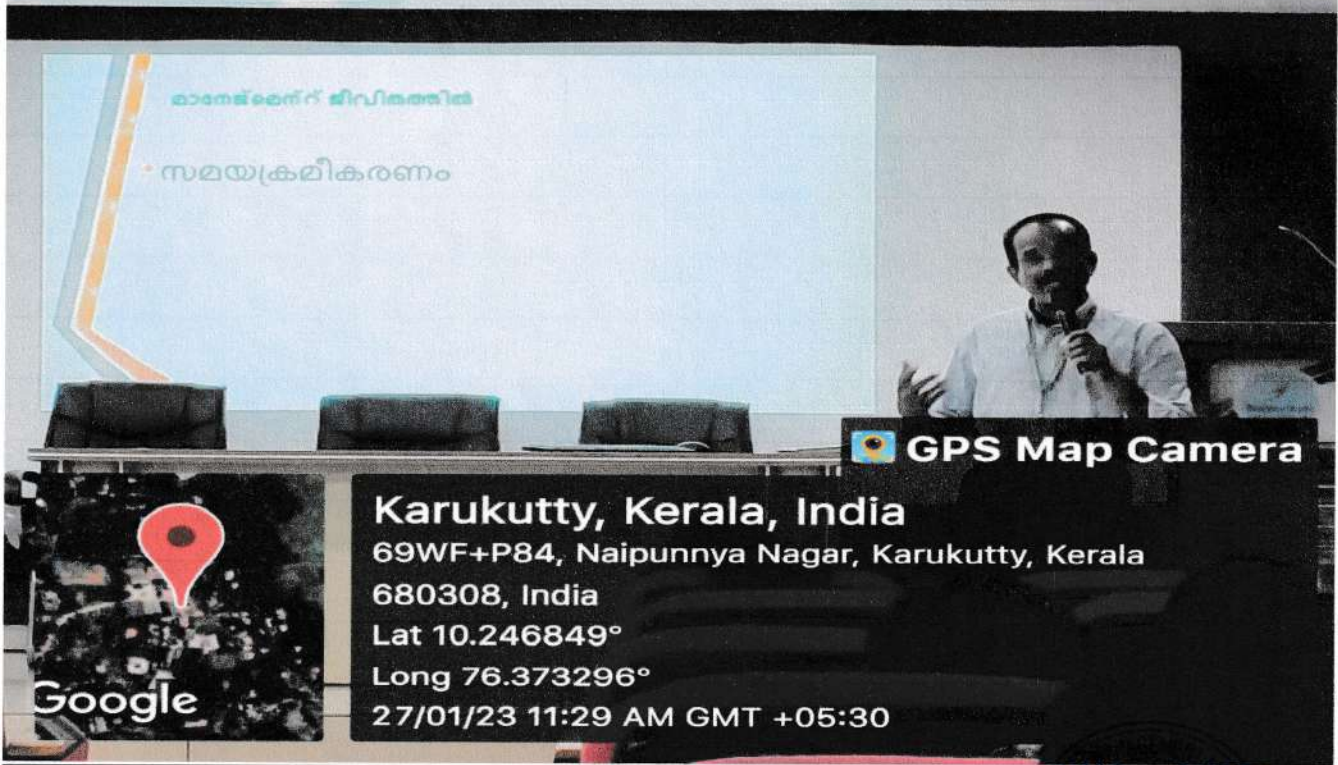 മാനേജ്മെന്റ് ജീവിതത്തിൽ
സമയക്രമീകരണം
GPS Map Camera
Karukutty, Kerala, India
69WF+P84, Naipunnya Nagar, Karukutty, Kerala
680308, India
Lat 10.246849°
Long 76.373296°
27/01/23 11:29 AM GMT +05:30
Google